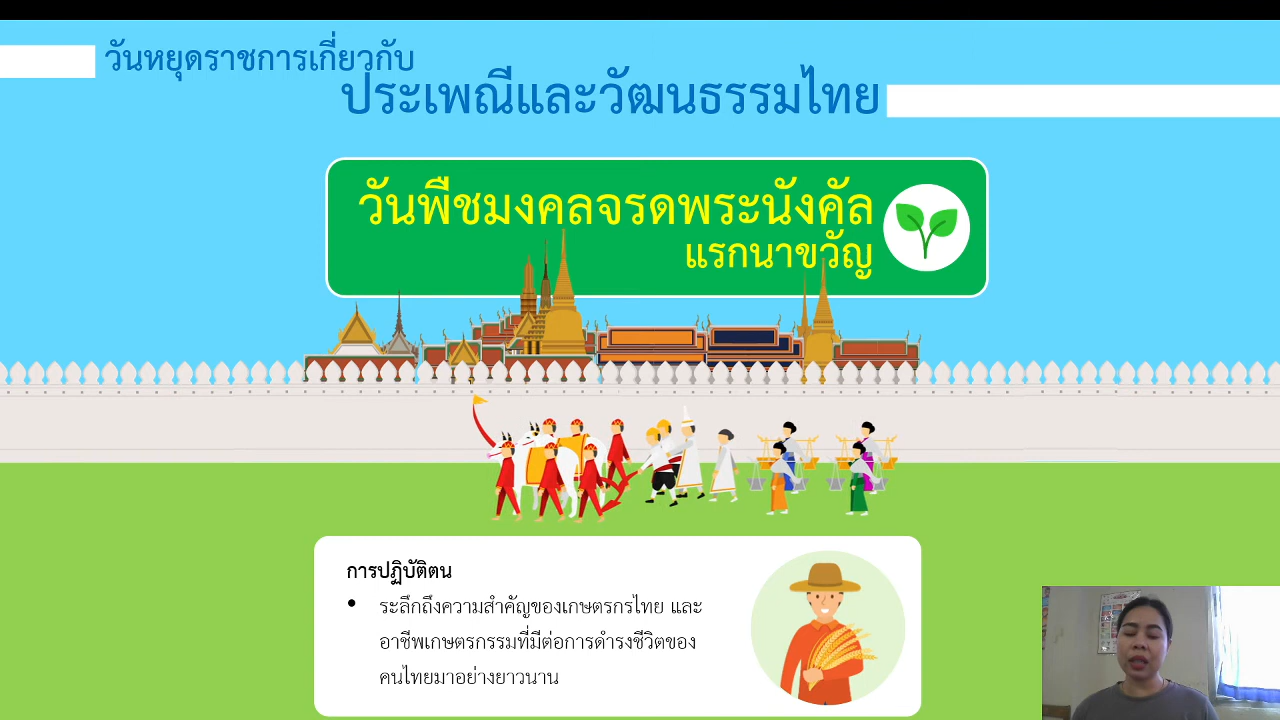 วันหยุดราชการเกี่ยวกับ
ประเพณีและวัฒนธรรมไทย
วันพืชมงคลจรดพระนังคัล
แรกนาขวัญ
การปฏิบัติตน
• ระลึกถึงความสำคัญของเกษตรกรไทย และ
อาชีพเกษตรกรรมที่มีต่อการดำรงชีวิตของ
คนไทยมาอย่างยาวนาน